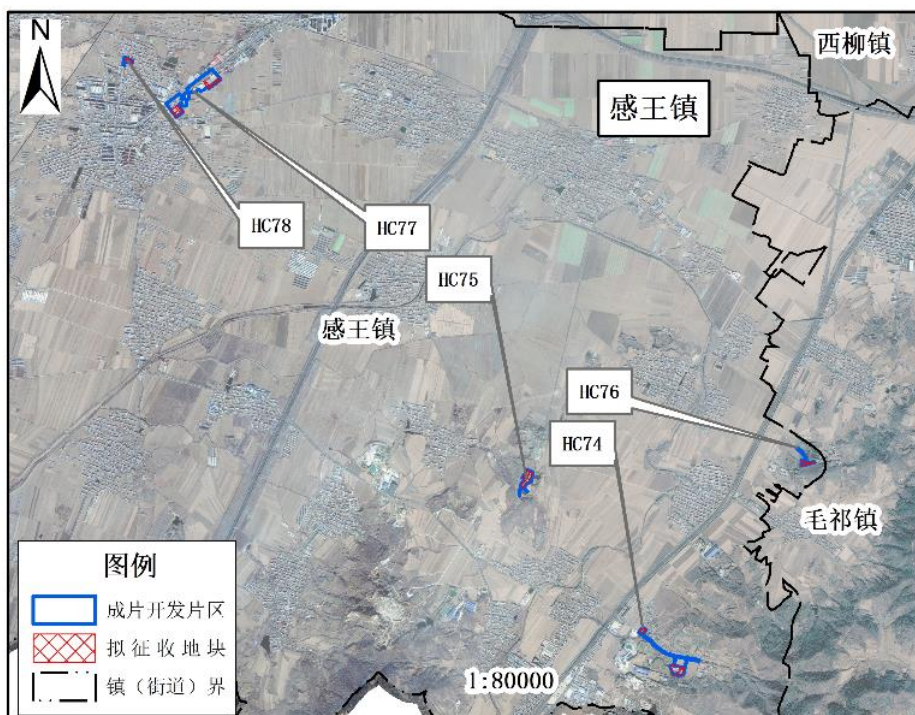 N
西柳镇
感王镇
HC78
HC77
HC75
感王镇
HC76
HC74
毛祁镇
图例
成片开发片区
拟征收地块
镇（街道）界
1:80000